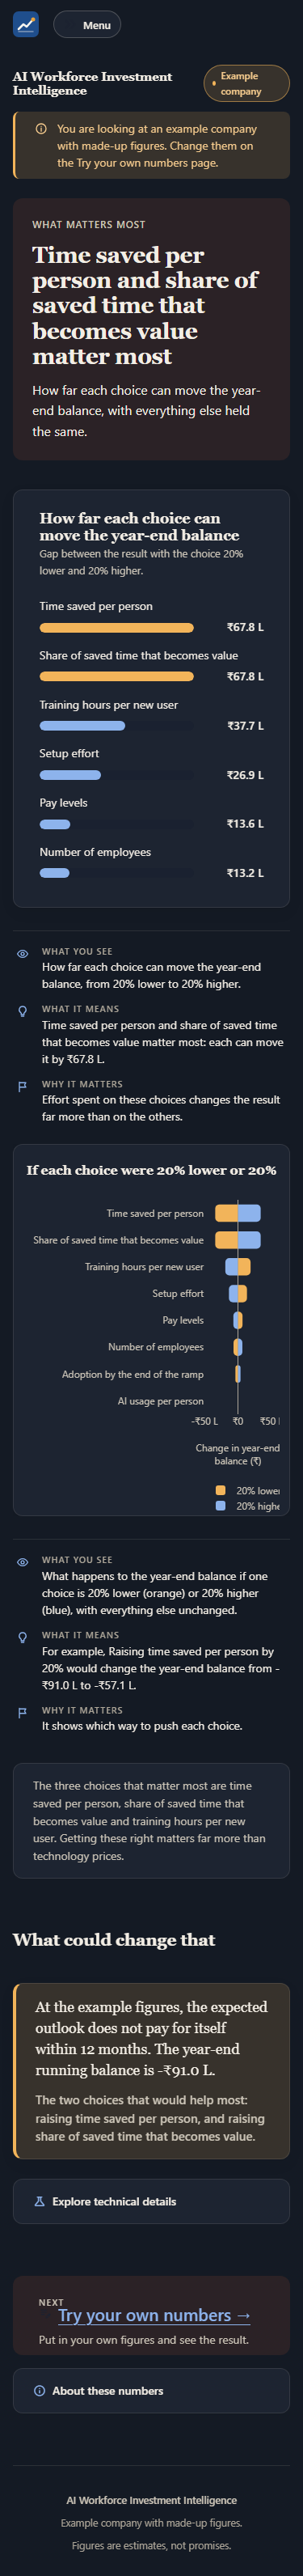 Menu
AI Workforce Investment
Intelligence
Example
company
You are looking at an example company
with made-up figures. Change them on
the Try your own numbers page.
WHAT MATTERS MOST
Time saved per
person and share of
saved time that
becomes value
matter most
How far each choice can move the year-
end balance, with everything else held
the same.
How far each choice can
move the year-end balance
Gap between the result with the choice 20%
lower and 20% higher.
Time saved per person
₹67.8 L
Share of saved time that becomes value
₹67.8 L
Training hours per new user
₹37.7 L
Setup effort
₹26.9 L
Pay levels
₹13.6 L
Number of employees
₹13.2 L
WHAT YOU SEE
How far each choice can move the year-end
balance, from 20% lower to 20% higher.
WHAT IT MEANS
Time saved per person and share of saved time
that becomes value matter most: each can move
it by ₹67.8 L.
WHY IT MATTERS
Effort spent on these choices changes the result
far more than on the others.
If each choice were 20% lower or 20%
Time saved per person
Share of saved time that becomes value
Training hours per new user
Setup effort
Pay levels
Number of employees
Adoption by the end of the ramp
AI usage per person
-₹50 L ₹0 ₹50
Change in year-end
balance (₹)
20% lower
20% highe
WHAT YOU SEE
What happens to the year-end balance if one
choice is 20% lower (orange) or 20% higher
(blue), with everything else unchanged.
WHAT IT MEANS
For example, Raising time saved per person by
20% would change the year-end balance from -
₹91.0 L to -₹57.1 L.
WHY IT MATTERS
It shows which way to push each choice.
The three choices that matter most are time
saved per person, share of saved time that
becomes value and training hours per new
user. Getting these right matters far more than
technology prices.
What could change that
At the example figures, the expected
outlook does not pay for itself
within 12 months. The year-end
running balance is -₹91.0 L.
The two choices that would help most:
raising time saved per person, and raising
share of saved time that becomes value.
Explore technical details
NEXT
Try your own numbers →
Put in your own figures and see the result.
About these numbers
AI Workforce Investment Intelligence
Example company with made-up figures.
Figures are estimates, not promises.